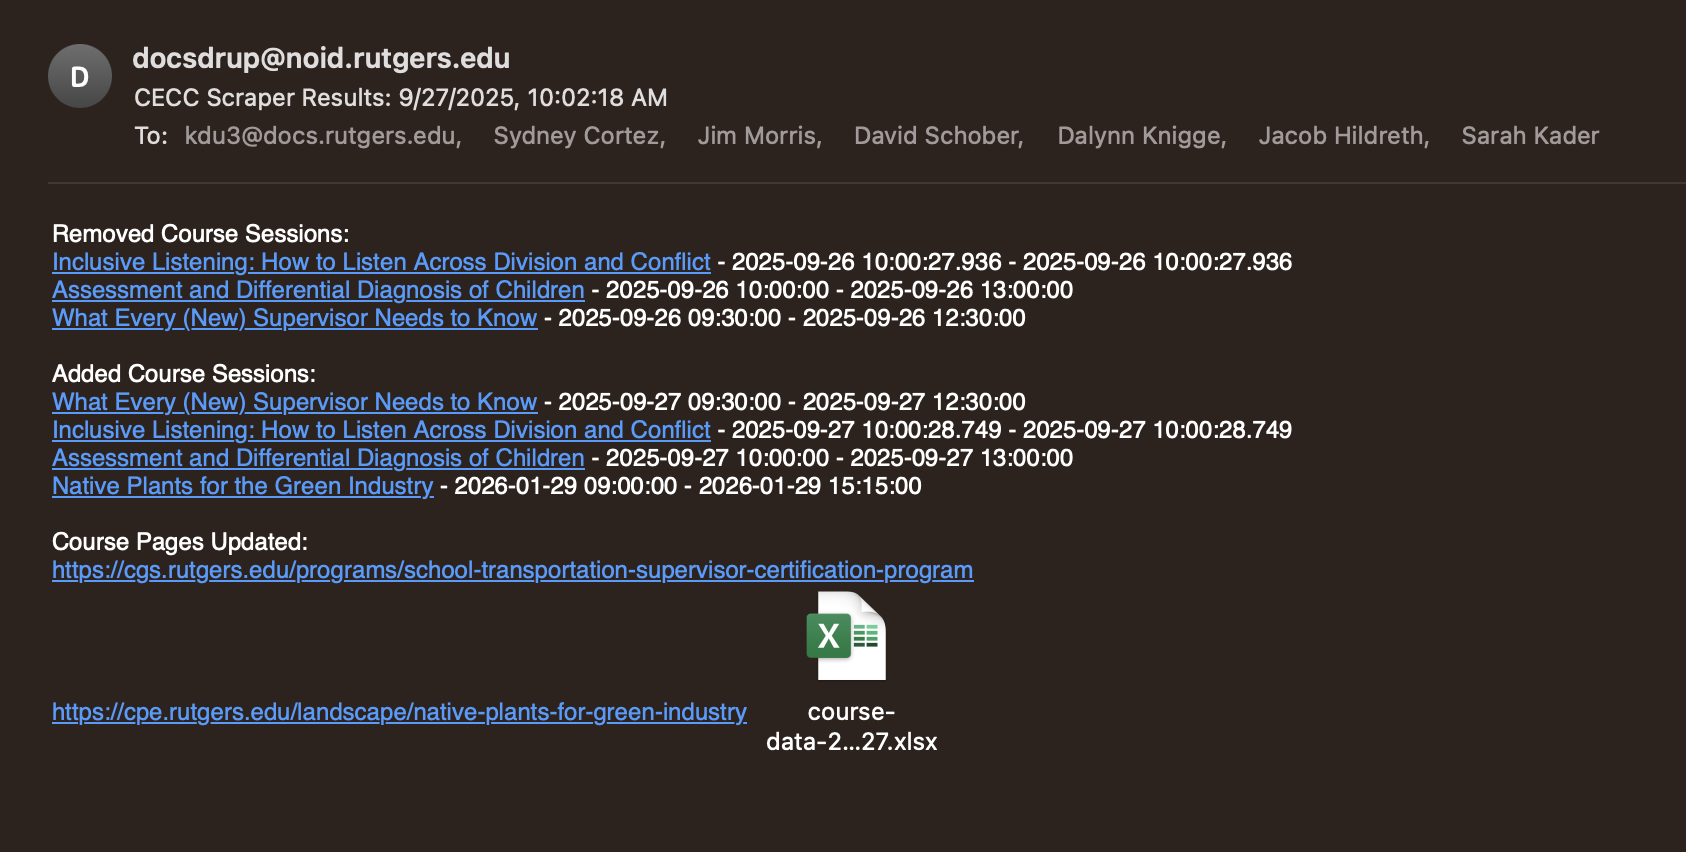 D
docsdrup@noid.rutgers.edu
CECC Scraper Results: 9/27/2025, 10:02:18 AM
To: kdu3@docs.rutgers.edu, Sydney Cortez, Jim Morris, David Schober, Dalynn Knigge, Jacob Hildreth, Sarah Kader
Removed Course Sessions:
Inclusive Listening: How to Listen Across Division and Conflict - 2025-09-26 10:00:27.936 - 2025-09-26 10:00:27.936
Assessment and Differential Diagnosis of Children - 2025-09-26 10:00:00 - 2025-09-26 13:00:00
What Every (New) Supervisor Needs to Know - 2025-09-26 09:30:00 - 2025-09-26 12:30:00
Added Course Sessions:
What Every (New) Supervisor Needs to Know - 2025-09-27 09:30:00 - 2025-09-27 12:30:00
Inclusive Listening: How to Listen Across Division and Conflict - 2025-09-27 10:00:28.749 - 2025-09-27 10:00:28.749
Assessment and Differential Diagnosis of Children - 2025-09-27 10:00:00 - 2025-09-27 13:00:00
Native Plants for the Green Industry - 2026-01-29 09:00:00 - 2026-01-29 15:15:00
Course Pages Updated:
https://cgs.rutgers.edu/programs/school-transportation-supervisor-certification-program
X
https://cpe.rutgers.edu/landscape/native-plants-for-green-industry
course-
data-2...27.xlsx